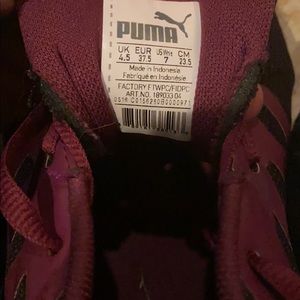 PUMA
UK EUR US Wns CM
4.5 37.5 7 23.5
Made in Indonesia
Fabriqué en Indonésie
FACTORY FTWPC/FIDPC
ART.NO. 189033 04